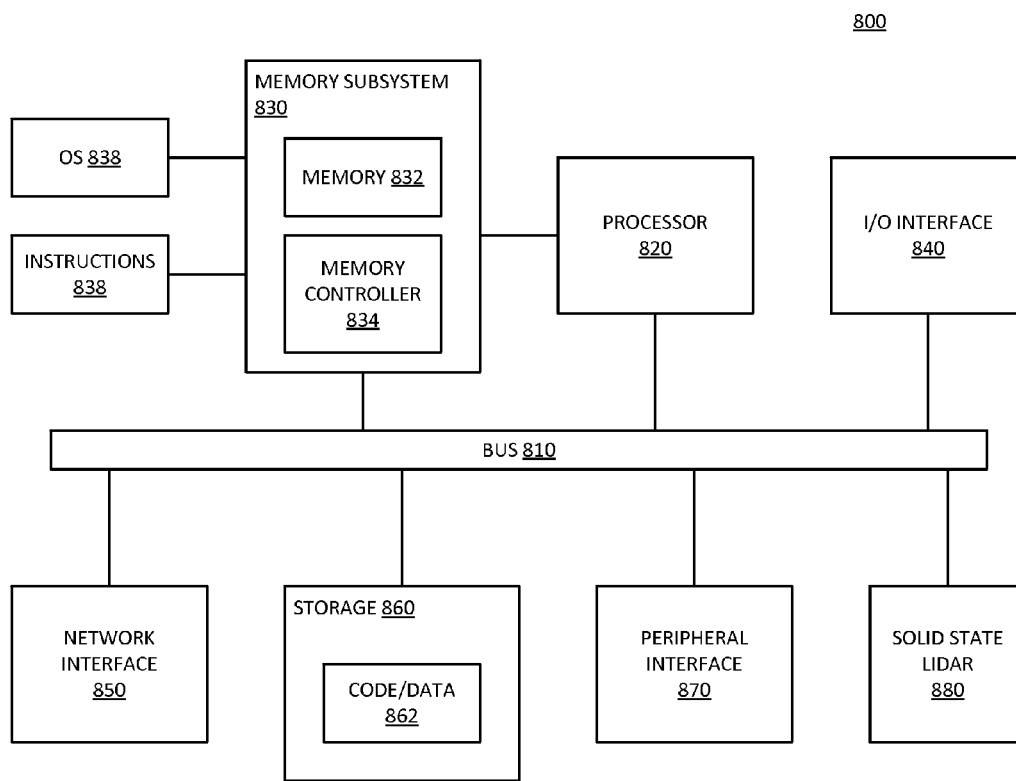 800
MEMORY SUBSYSTEM
830
OS 838
MEMORY 832
INSTRUCTIONS
838
MEMORY
CONTROLLER
834
PROCESSOR
820
I/O INTERFACE
840
BUS 810
NETWORK
INTERFACE
850
STORAGE 860
CODE/DATA
862
PERIPHERAL
INTERFACE
870
SOLID STATE
LIDAR
880